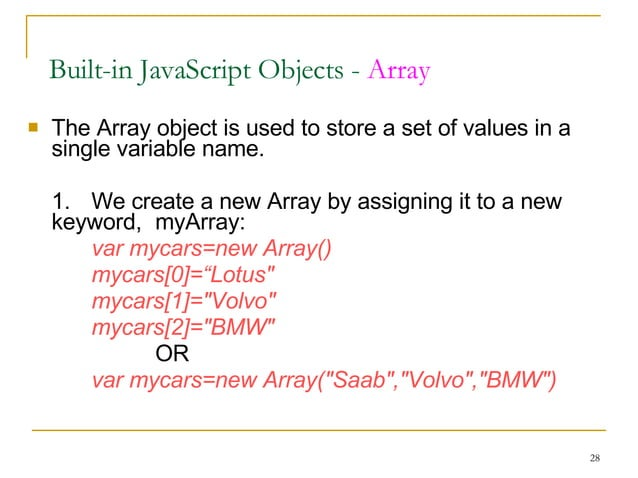 Built-in JavaScript Objects - Array
The Array object is used to store a set of values in a
single variable name.
1. We create a new Array by assigning it to a new
keyword, myArray:
var mycars=new Array()
mycars[0]=“Lotus"
mycars[1]="Volvo"
mycars[2]="BMW"
OR
var mycars=new Array("Saab","Volvo","BMW")
28